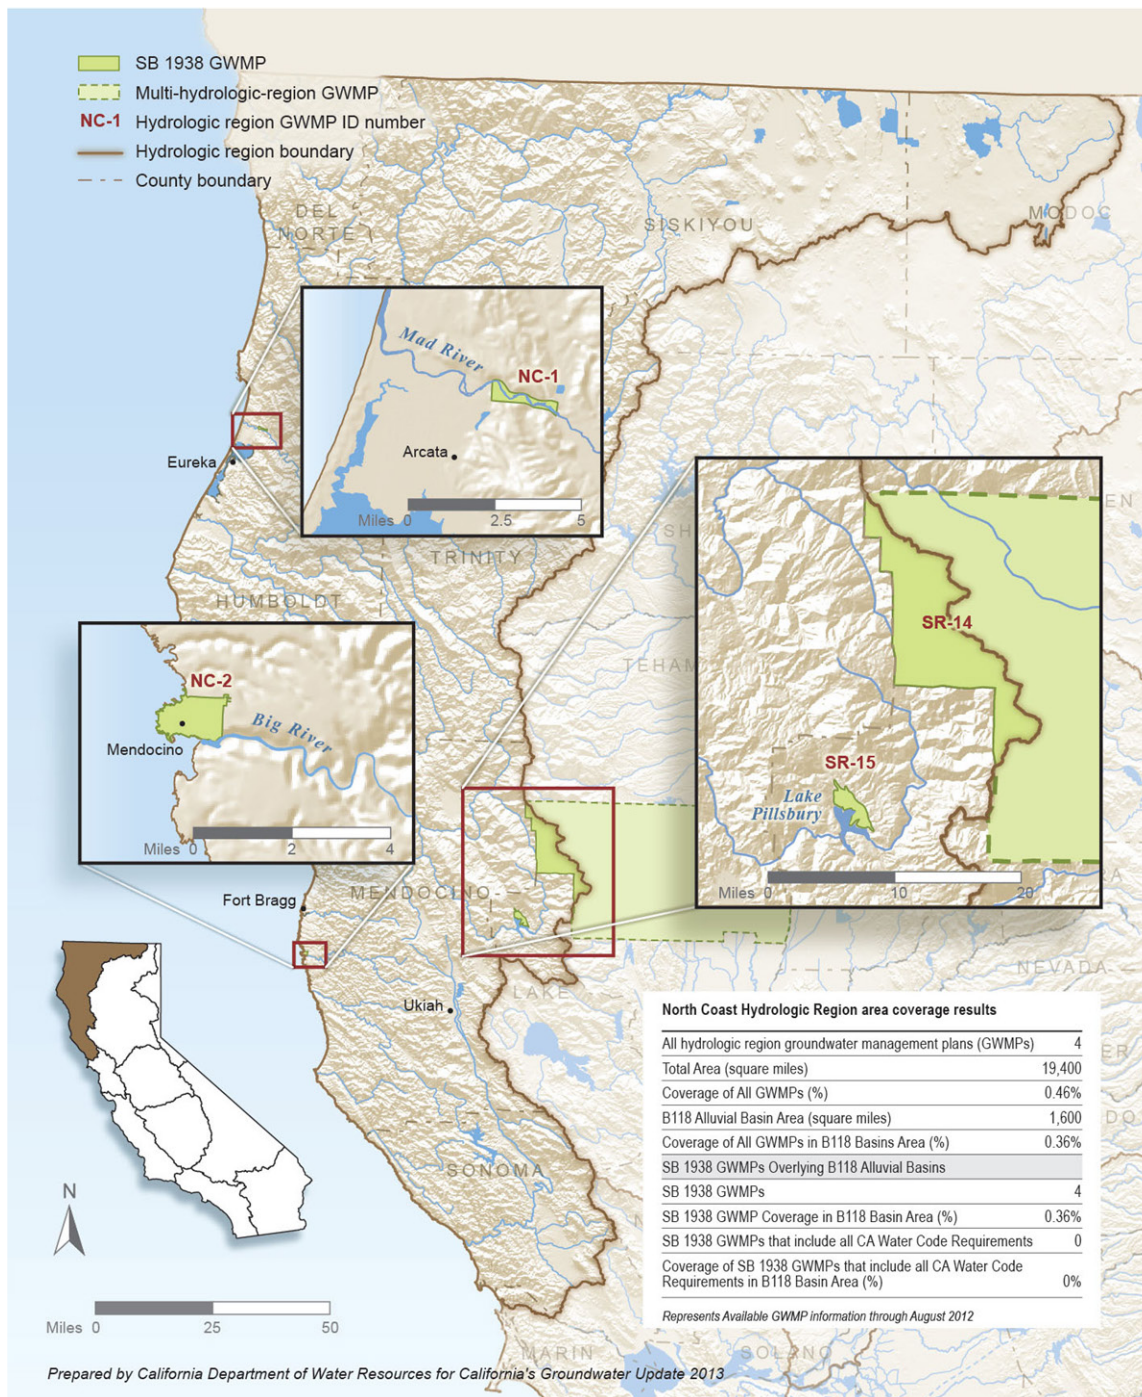 SB 1938 GWMP
Multi-hydrologic-region GWMP
NC-1 Hydrologic region GWMP ID number
Hydrologic region boundary
County boundary
DEL
NORTE
SISKIYOU
MODOC
Mad River
NC-1
Arcata
Miles 0 2.5 5
Eureka
TRINITY
HUMBOLDT
SH
EN
TEHAM
SR-14
SR-15
Lake
Pillsbury
Miles 0 10 20
NC-2
Mendocino
Big River
Miles 0 2 4
MENDOCINO
Fort Bragg
Ukiah
LAKE
NEVADA
SONOMA
MARIN
SOLANO
North Coast Hydrologic Region area coverage results
All hydrologic region groundwater management plans (GWMPs) 4
Total Area (square miles) 19,400
Coverage of All GWMPs (%) 0.46%
B118 Alluvial Basin Area (square miles) 1,600
Coverage of All GWMPs in B118 Basins Area (%) 0.36%
SB 1938 GWMPs Overlying B118 Alluvial Basins
SB 1938 GWMPs 4
SB 1938 GWMP Coverage in B118 Basin Area (%) 0.36%
SB 1938 GWMPs that include all CA Water Code Requirements 0
Coverage of SB 1938 GWMPs that include all CA Water Code
Requirements in B118 Basin Area (%) 0%
Represents Available GWMP information through August 2012
N
Miles 0 25 50
Prepared by California Department of Water Resources for California's Groundwater Update 2013